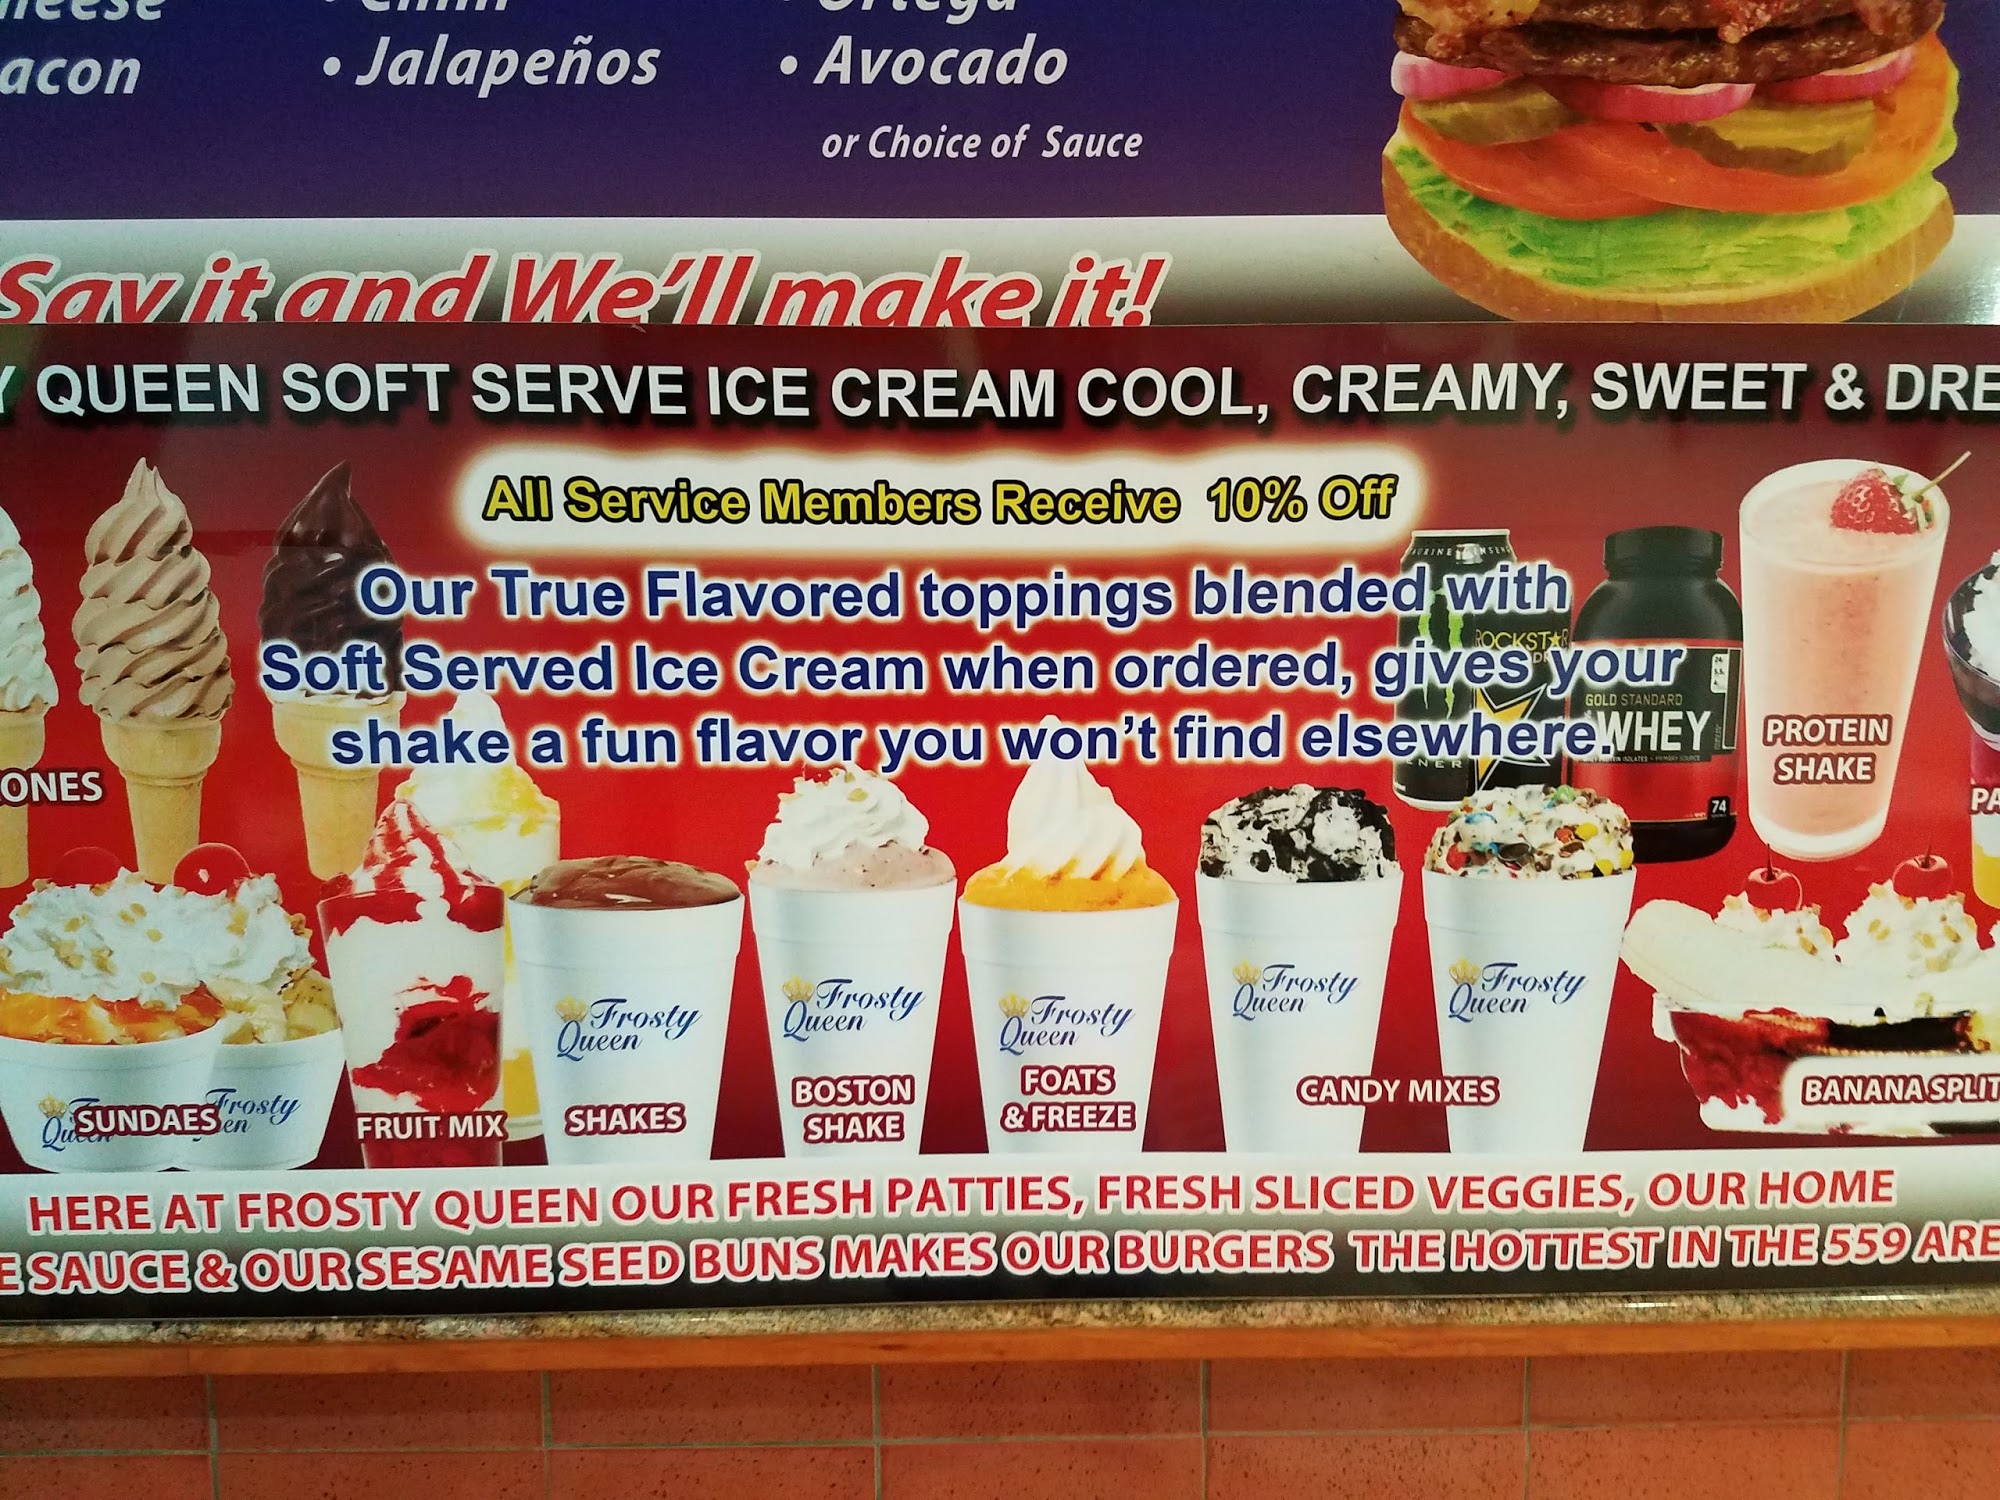 • Jalapeños
• Avocado
or Choice of Sauce
Say it and We'll make it!
QUEEN SOFT SERVE ICE CREAM COOL, CREAMY, SWEET & DRE
All Service Members Receive 10% Off
Our True Flavored toppings blended with
Soft Served Ice Cream when ordered, gives your
shake a fun flavor you won't find elsewhere.
ROCKSTAR
GOLD STANDARD
WHEY
74
PROTEIN
SHAKE
ONES
PA
Frosty
Queen
Frosty
Queen
Frosty
Queen
Frosty
Queen
Frosty
Queen
Frosty
SUNDAES
FRUIT MIX
SHAKES
BOSTON
SHAKE
FOATS
& FREEZE
CANDY MIXES
BANANA SPLIT
HERE AT FROSTY QUEEN OUR FRESH PATTIES, FRESH SLICED VEGGIES, OUR HOME
E SAUCE & OUR SESAME SEED BUNS MAKES OUR BURGERS THE HOTTEST IN THE 559 ARE